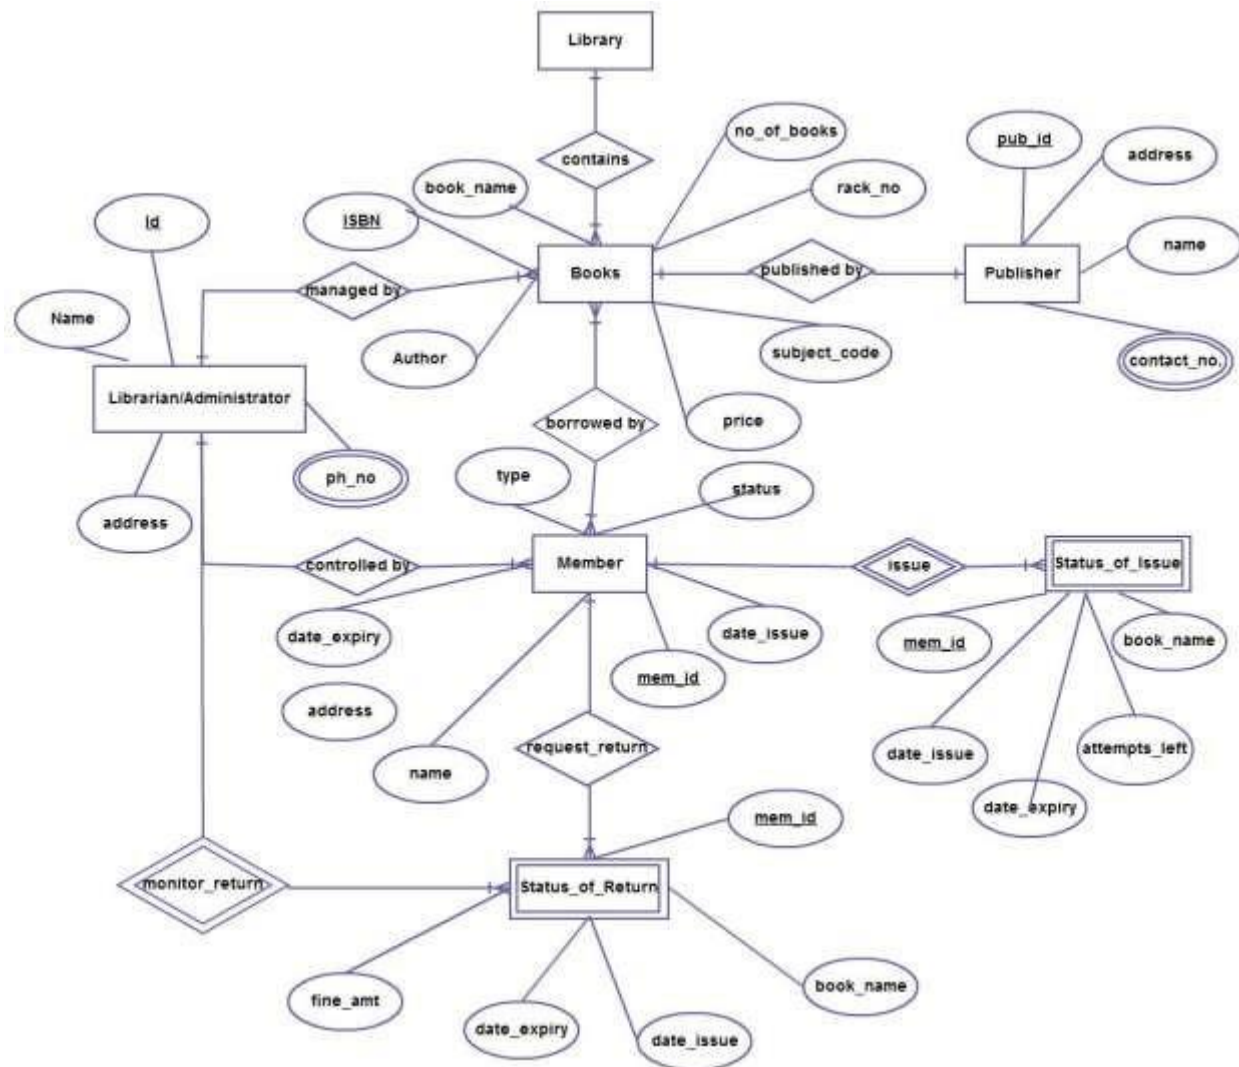 Library
no_of_books
pub_id
contains
address
book_name
rack_no
id
ISBN
name
Books
published by
Publisher
managed by
Name
Author
subject_code
contact_no.
Librarian/Administrator
borrowed by
price
type
ph_no
status
address
controlled by
Member
issue
Status_of_Issue
date_expiry
date_issue
mem_id
book_name
mem_id
address
request_return
date_issue
attempts_left
name
date_expiry
mem_id
monitor_return
Status_of_Return
fine_amt
book_name
date_expiry
date_issue